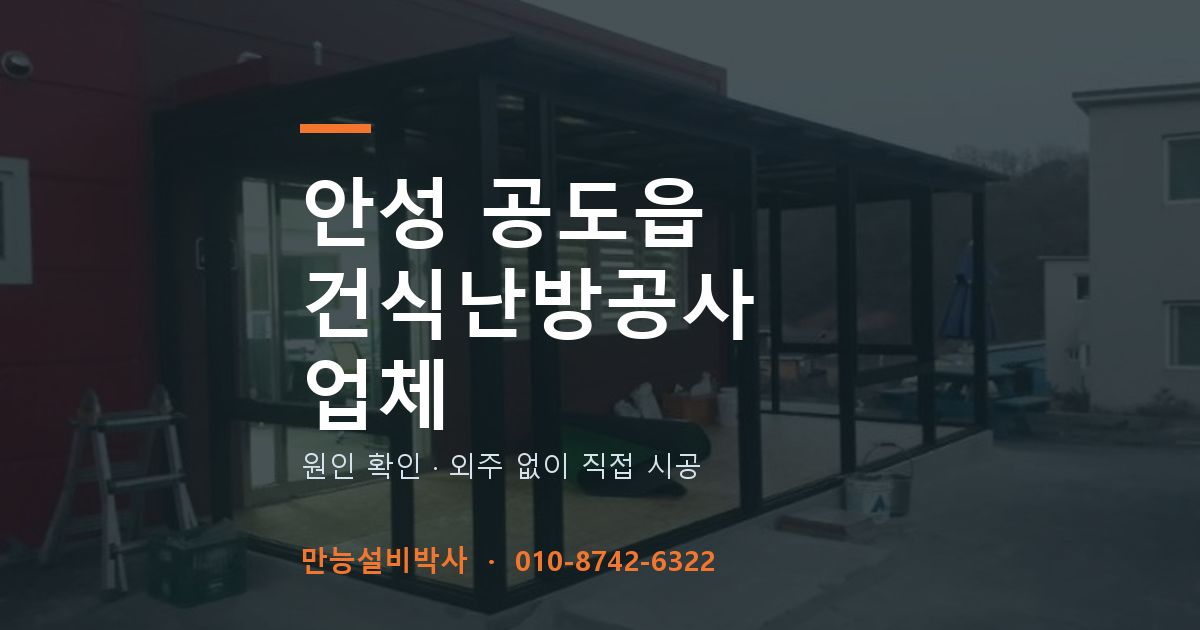 안성 공도읍
건식난방공사
업체
원인 확인 · 외주 없이 직접 시공
만능설비박사 · 010-8742-6322